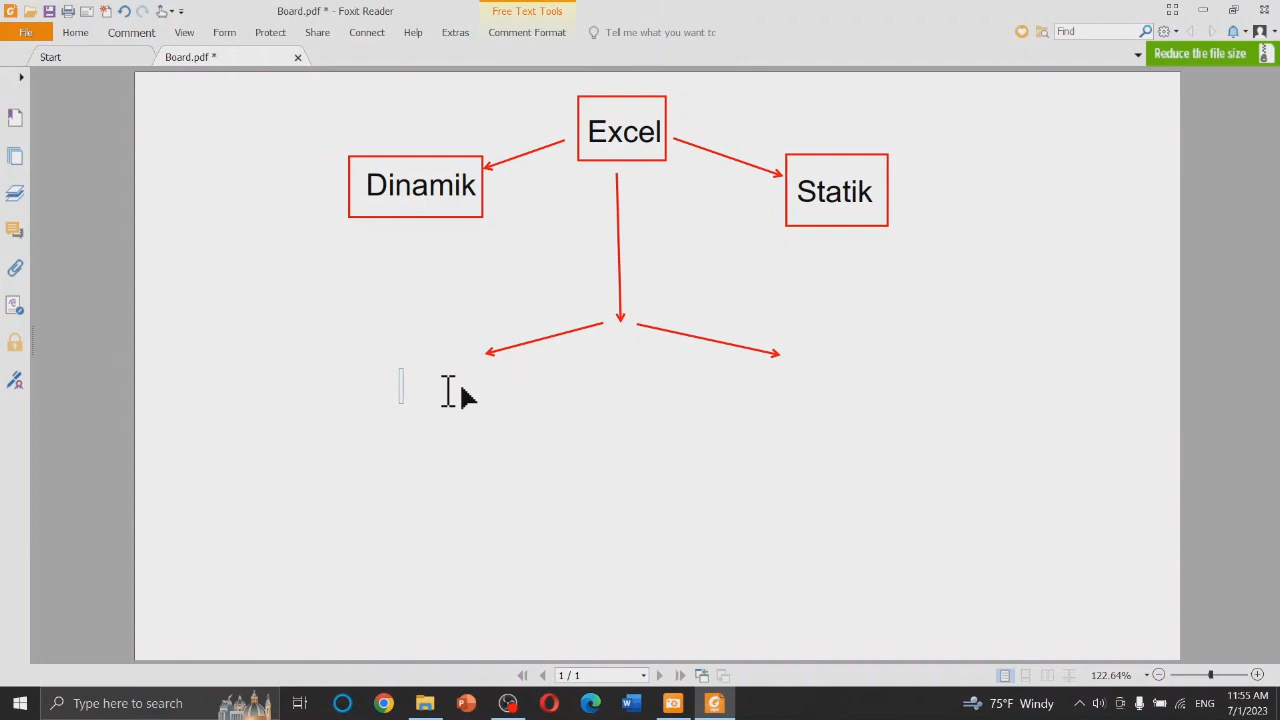 Board.pdf * - Foxit Reader
Free Text Tools
File
Home
Comment
View
Form
Protect
Share
Connect
Help
Extras
Comment Format
Tell me what you want to
Find
Start
Board.pdf *
Reduce the file size
Excel
Dinamik
Statik
1 / 1
122.64%
Type here to search
75°F Windy
ENG
11:55 AM
7/1/2023